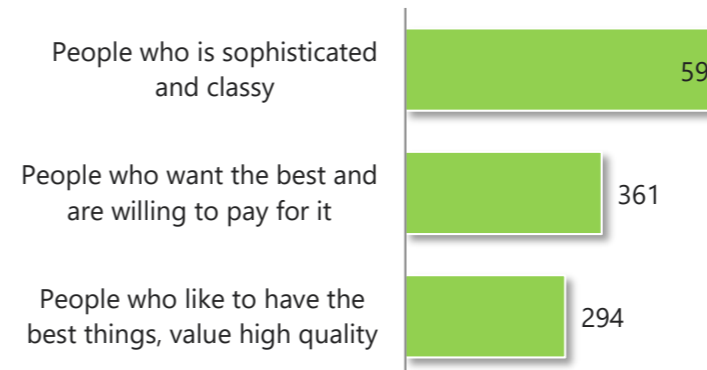 People who is sophisticated
and classy
People who want the best and
are willing to pay for it
361
People who like to have the
best things, value high quality
294